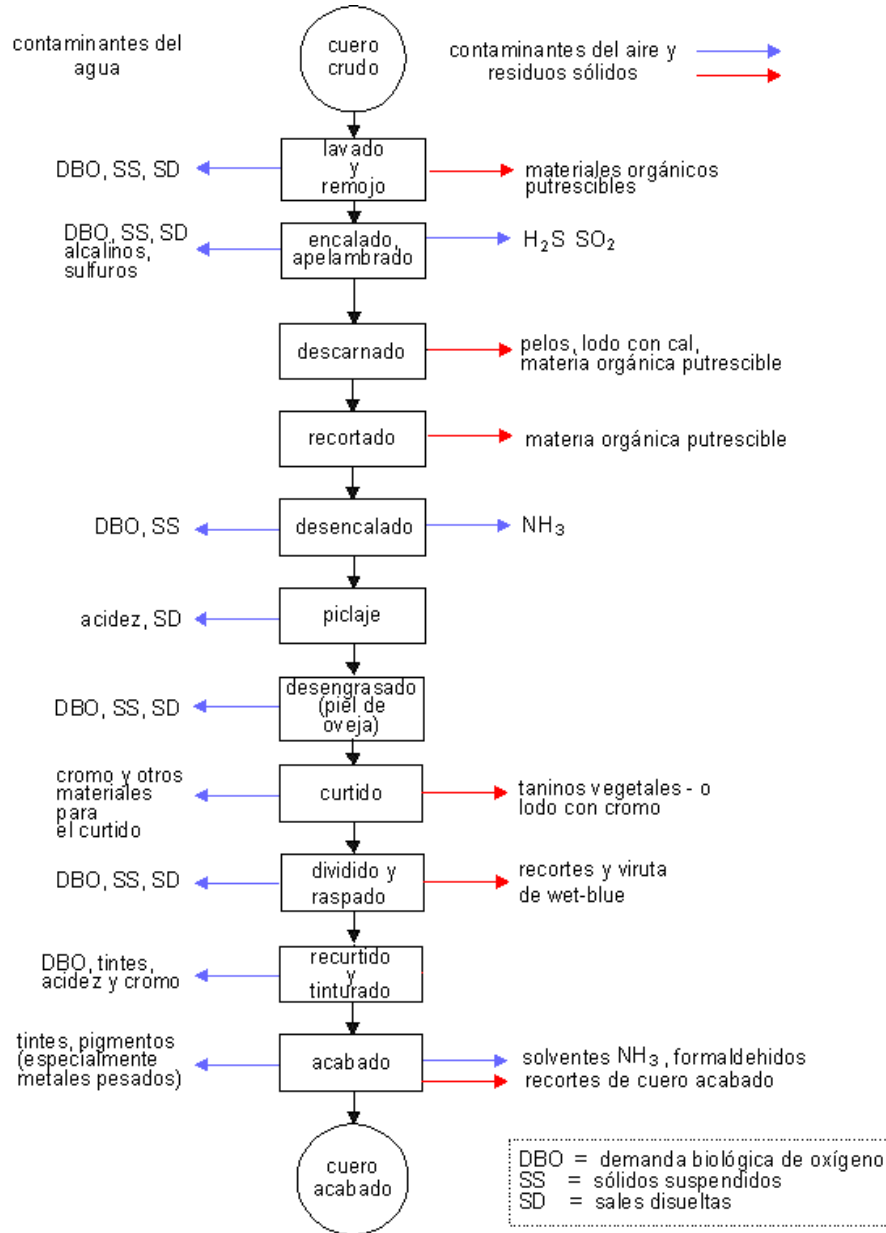 contaminantes del
agua
cuero
crudo
contaminantes del aire y
residuos sólidos
DBO, SS, SD
lavado
y
remojo
materiales orgánicos
putrescibles
DBO, SS, SD
alcalinos,
sulfuros
encalado,
apelambrado
H₂S SO₂
descarnado
pelos, lodo con cal,
materia orgánica putrescible
recortado
materia orgánica putrescible
DBO, SS
desencalado
NH₃
acidez, SD
piclaje
DBO, SS, SD
desengrasado
(piel de
oveja)
cromo y otros
materiales
para
el curtido
curtido
taninos vegetales - o
lodo con cromo
DBO, SS, SD
dividido y
raspado
recortes y viruta
de wet-blue
DBO, tintes,
acidez y cromo
recurtido
y
tinturado
tintes, pigmentos
(especialmente
metales pesados)
acabado
solventes NH₃, formaldehidos
recortes de cuero acabado
cuero
acabado
DBO = demanda biológica de oxígeno
SS = sólidos suspendidos
SD = sales disueltas